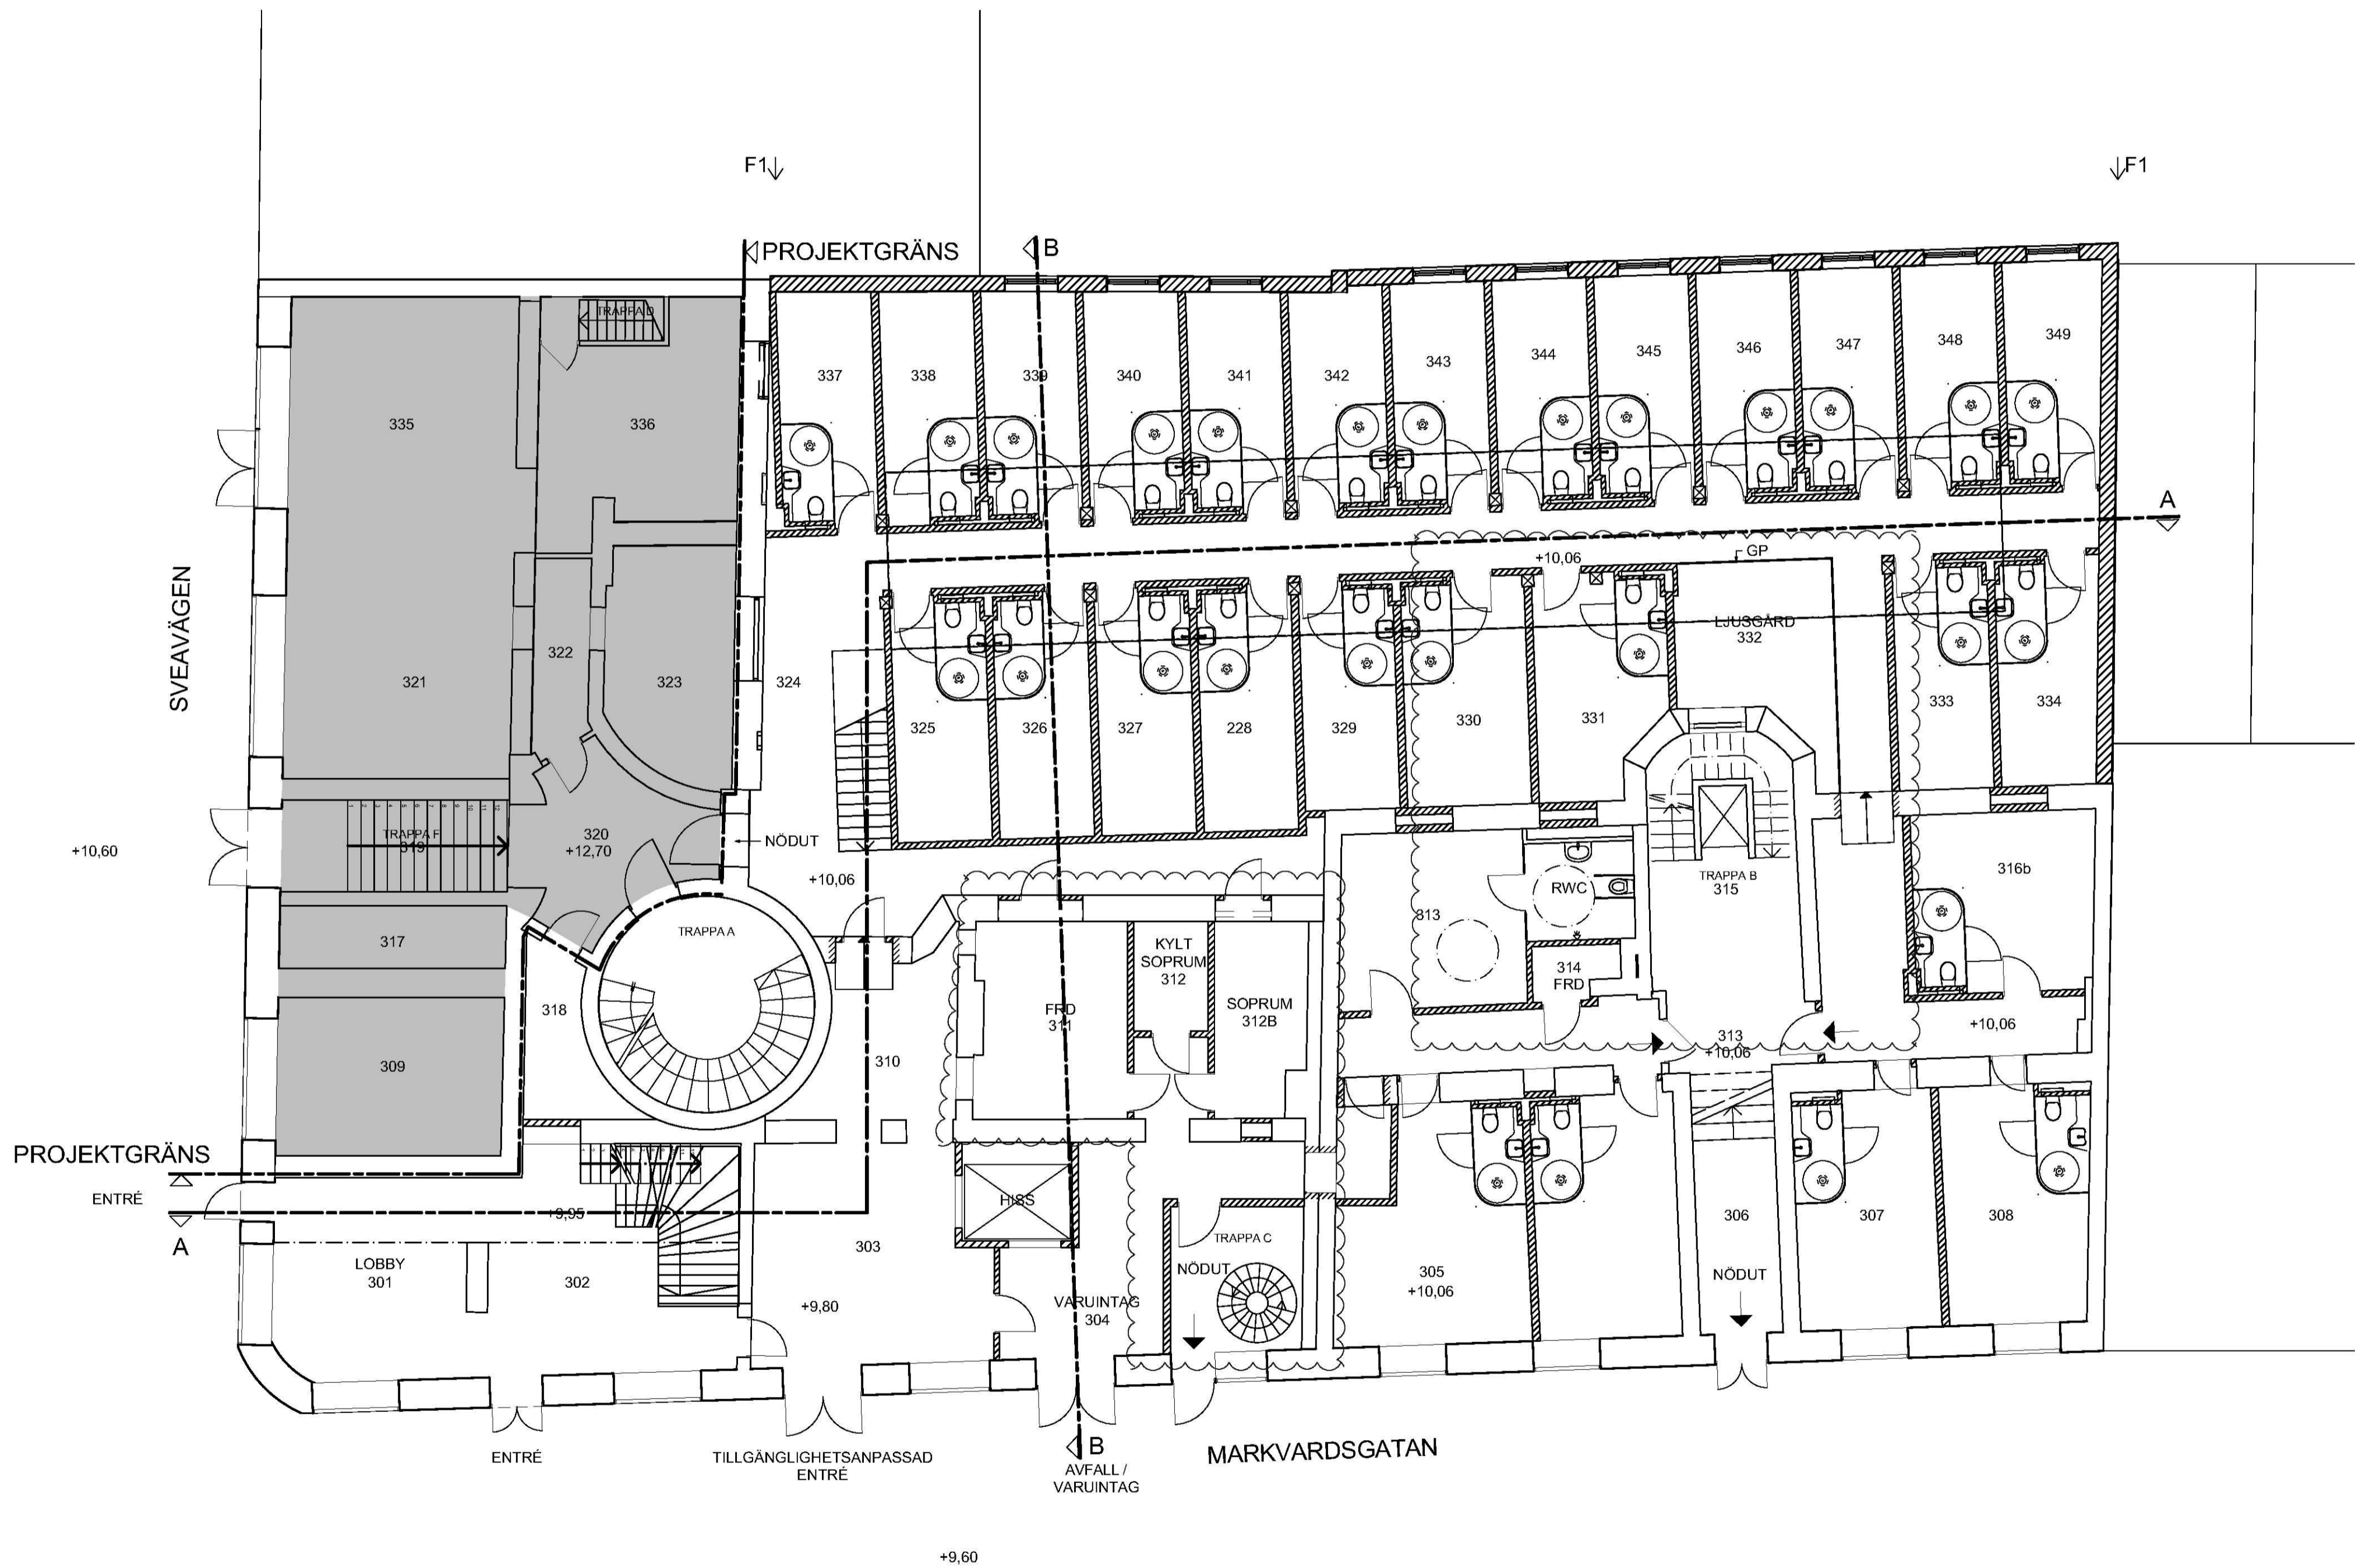 F1
F1
PROJEKTGRÄNS
B
TRAPPA D
337
338
339
340
341
342
343
344
345
346
347
348
349
335
336
A
+10,06
GP
SVEAVÄGEN
322
321
323
324
325
326
327
228
329
330
331
LJUSGÅRD
332
333
334
+10,60
TRAPPA F
319
320
+12,70
NÖDUT
+10,06
TRAPPA B
315
316b
RWC
317
TRAPPA A
313
KYLT
SOPRUM
312
314
FRD
318
FRD
311
SOPRUM
312B
+10,06
313
+10,06
309
310
PROJEKTGRÄNS
ENTRÉ
HISS
+9,95
A
303
TRAPPA C
306
307
308
LOBBY
301
302
NÖDUT
305
+10,06
NÖDUT
+9,80
VARUINTAG
304
ENTRÉ
TILLGÄNGLIGHETSANPASSAD
ENTRÉ
B
AVFALL /
VARUINTAG
MARKVARDSGATAN
+9,60